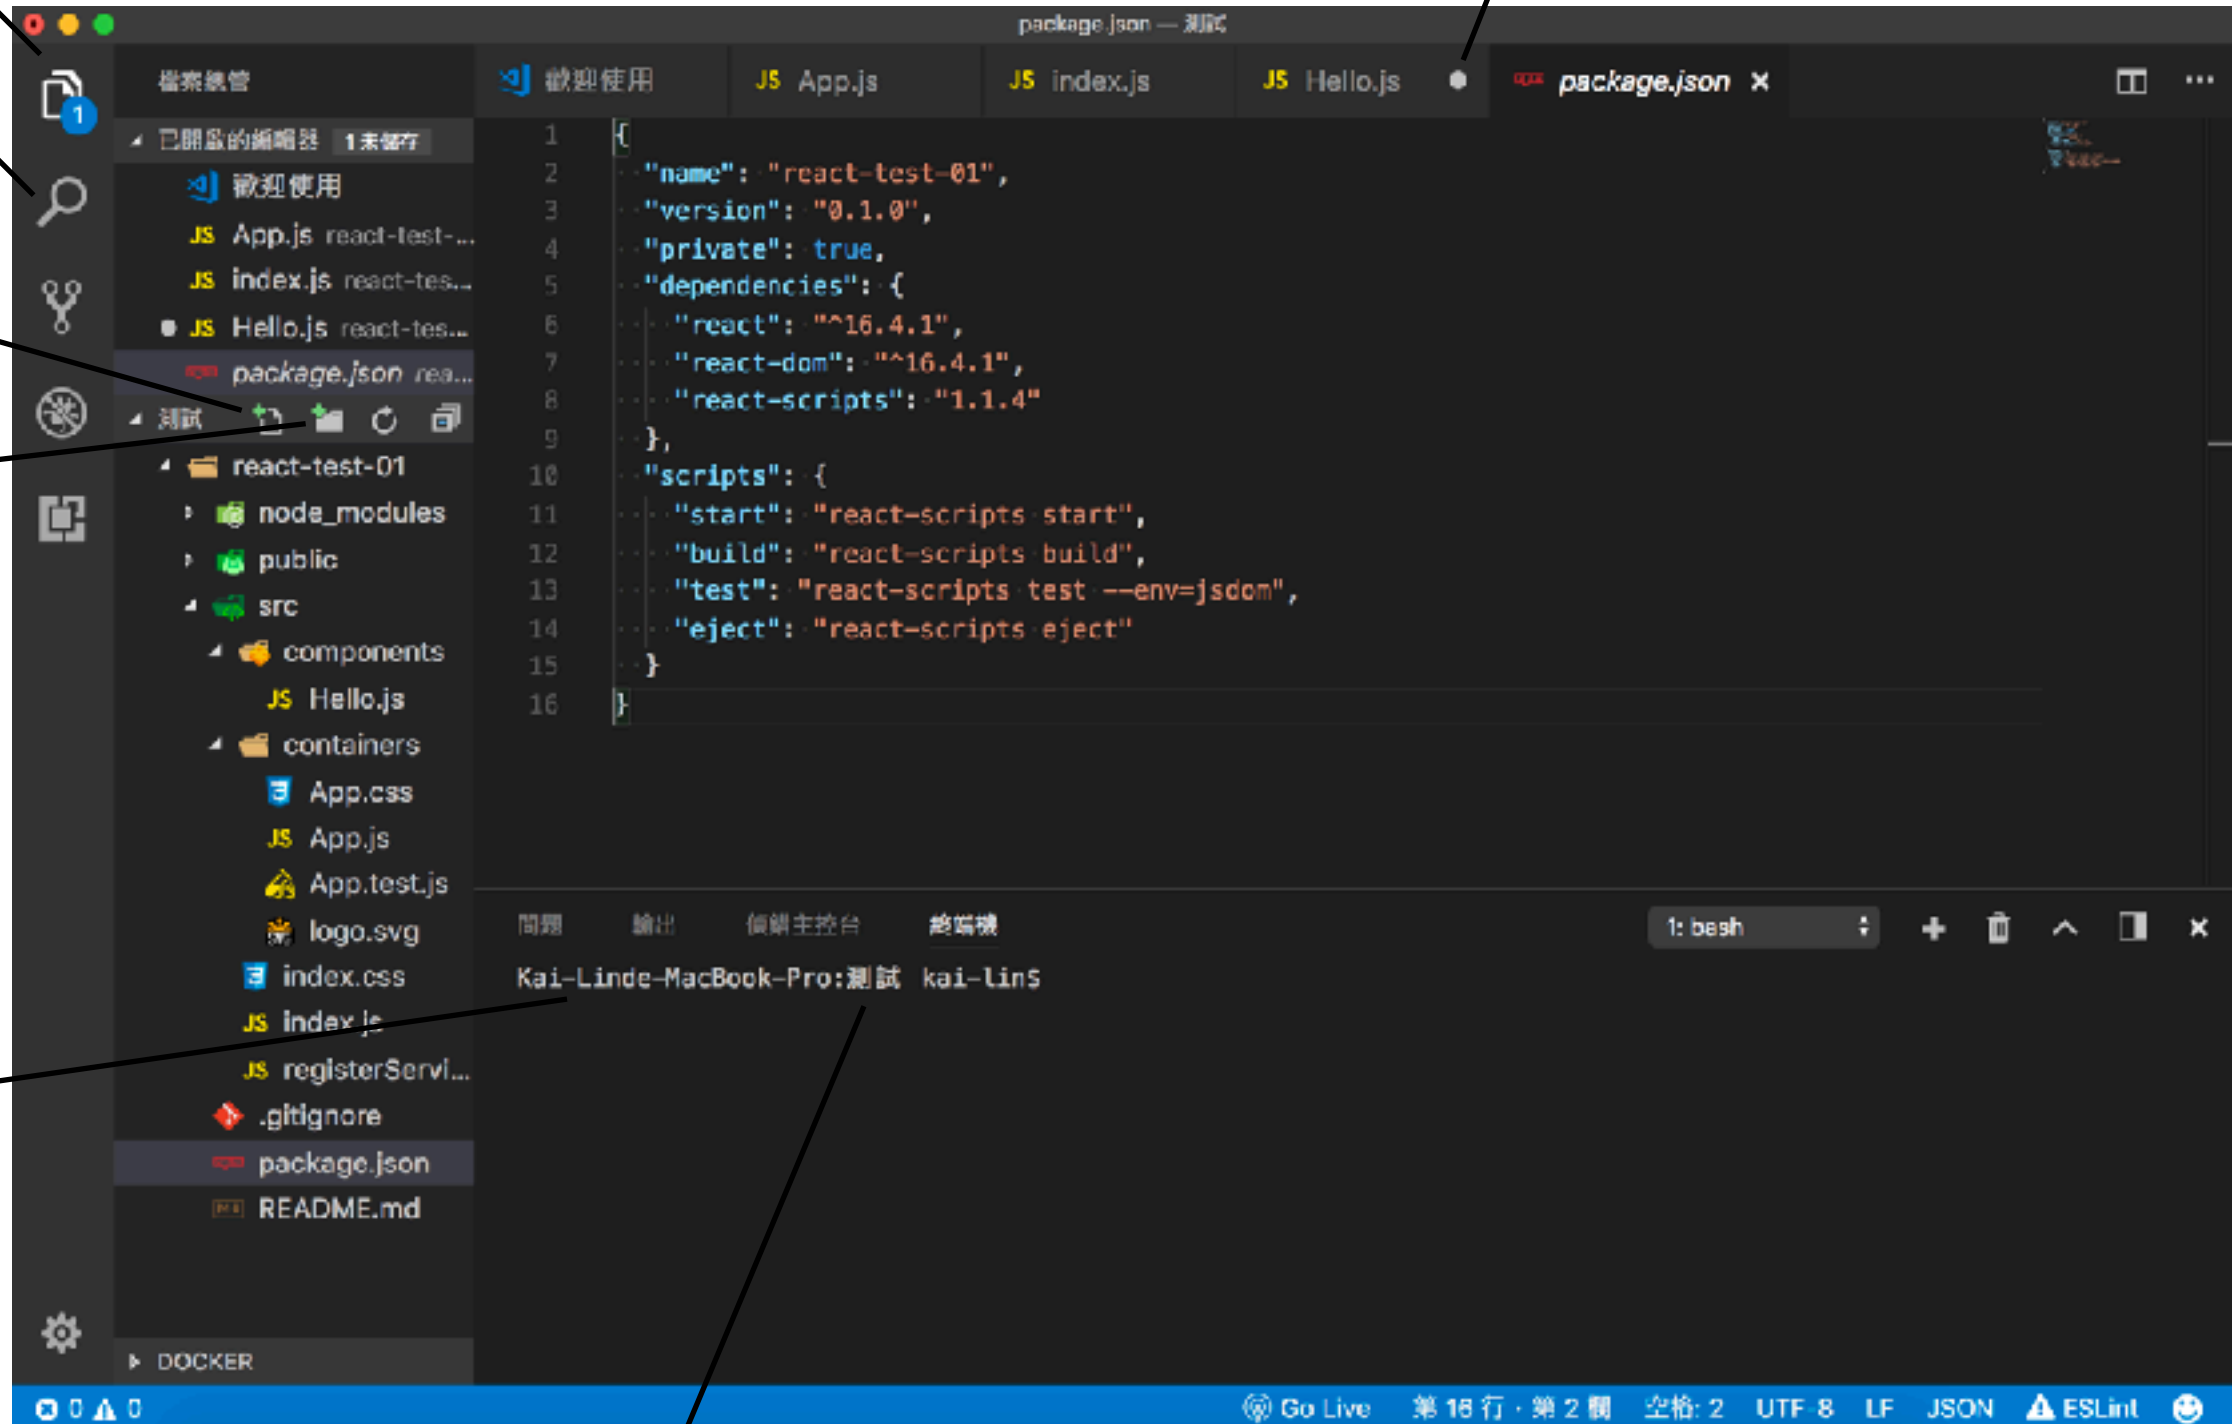 package.json — 測試
檔案總管
歡迎使用
JS App.js
JS index.js
JS Hello.js
package.json
1
已開啟的編輯器 1 未儲存
歡迎使用
JS App.js react-test-...
JS index.js react-tes...
JS Hello.js react-tes...
package.json rea...
測試
react-test-01
node_modules
public
src
components
JS Hello.js
containers
App.css
JS App.js
App.test.js
logo.svg
index.css
JS index.js
JS registerServi...
.gitignore
package.json
README.md
DOCKER
1 {
2 "name": "react-test-01",
3 "version": "0.1.0",
4 "private": true,
5 "dependencies": {
6 "react": "^16.4.1",
7 "react-dom": "^16.4.1",
8 "react-scripts": "1.1.4"
9 },
10 "scripts": {
11 "start": "react-scripts start",
12 "build": "react-scripts build",
13 "test": "react-scripts test --env=jsdom",
14 "eject": "react-scripts eject"
15 }
16 }
問題 輸出 偵錯主控台 終端機
1: bash
Kai-Linde-MacBook-Pro:測試 kai-lin$
0 0
Go Live 第 16 行，第 2 欄 空格: 2 UTF-8 LF JSON ESLint